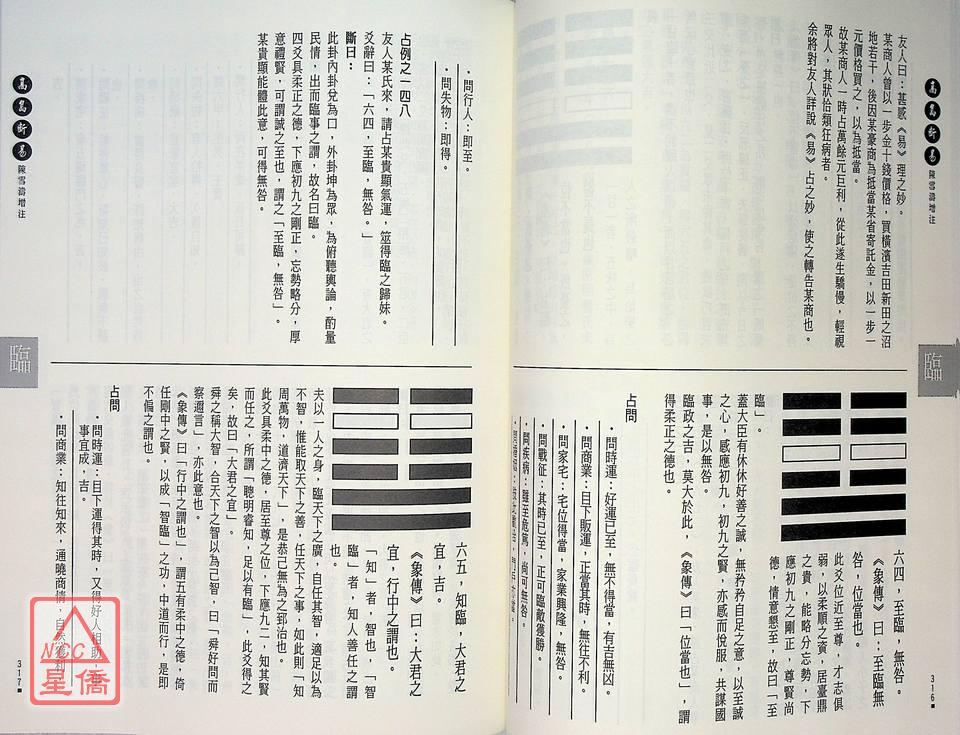 高島斷易
陳雪濤增注
友人曰：甚感《易》理之妙。
某商人曾以一步金十錢價格，買橫濱吉田新田之沼
地若干，後因某豪商為抵當某省寄託金，以一步一
元價格買之，以為抵當。
故某商人一時占萬餘元巨利，從此遂生驕慢，輕視
眾人，其狀恰類狂病者。
余將對友人詳說《易》占之妙，使之轉告某商也。
臨
六四，至臨，無咎。
《象傳》曰：至臨無
咎，位當也。
此爻位近至尊，才志俱
弱，以柔順之資，居臺鼎
之貴，能略分忘勢，下
應初九之剛正，尊賢尚
德，情意懇至，故曰「至
臨」。
蓋大臣有休休好善之誠，無矜矜自足之意，以至誠
之心，感應初九，初九之賢，亦感而悅服，共謀國
事，是以無咎。
臨政之吉，莫大於此，《象傳》曰「位當也」，謂
得柔正之德也。
占問
·問時運：好運已至，無不得當，有吉無凶。
·問商業：目下販運，正當其時，無往不利。
·問家宅：宅位得當，家業興隆，無咎。
·問戰征：其時已至，正可臨敵獲勝。
·問疾病：雖至危篤，尚可無咎。
316
·問行人：即至。
·問失物：即得。
占例之一四八
友人某氏來，請占某貴顯氣運，筮得臨之歸妹。
爻辭曰：「六四，至臨，無咎。」
斷曰：
此卦內卦兌為口，外卦坤為眾，為俯聽輿論，酌量
民情，出而臨事之謂，故名曰臨。
四爻具柔正之德，下應初九之剛正，忘勢略分，厚
意禮賢，可謂誠之至也，謂之「至臨，無咎」。
某貴顯能體此意，可得無咎。
高島斷易
陳雪濤增注
臨
六五，知臨，大君之
宜，吉。
《象傳》曰：大君之
宜，行中之謂也。
「知」者，智也，「智
臨」者，知人善任之謂
也。
夫以一人之身，臨天下之廣，自任其智，適足以為
不智，惟能取天下之善，任天下之事，如此則「知
周萬物，道濟天下」，是恭己無為之郅治也。
此爻具柔中之德，居至尊之位，下應九二，知其賢
而任之，所謂「聰明睿知，足以有臨」，此爻得之
矣，故曰「大君之宜」。
舜之稱大智，合天下之智以為己智，曰「舜好問而
察邇言」，亦此意也。
《象傳》曰「行中之謂也」，謂五有柔中之德，倚
任剛中之賢，以成「智臨」之功，中道而行，是即
不偏之謂也。
占問
·問時運：目下運得其時，又得好人相助，
事宜成，吉。
·問商業：知往知來，通曉商情，自然獲利。
317
NCC
星僑